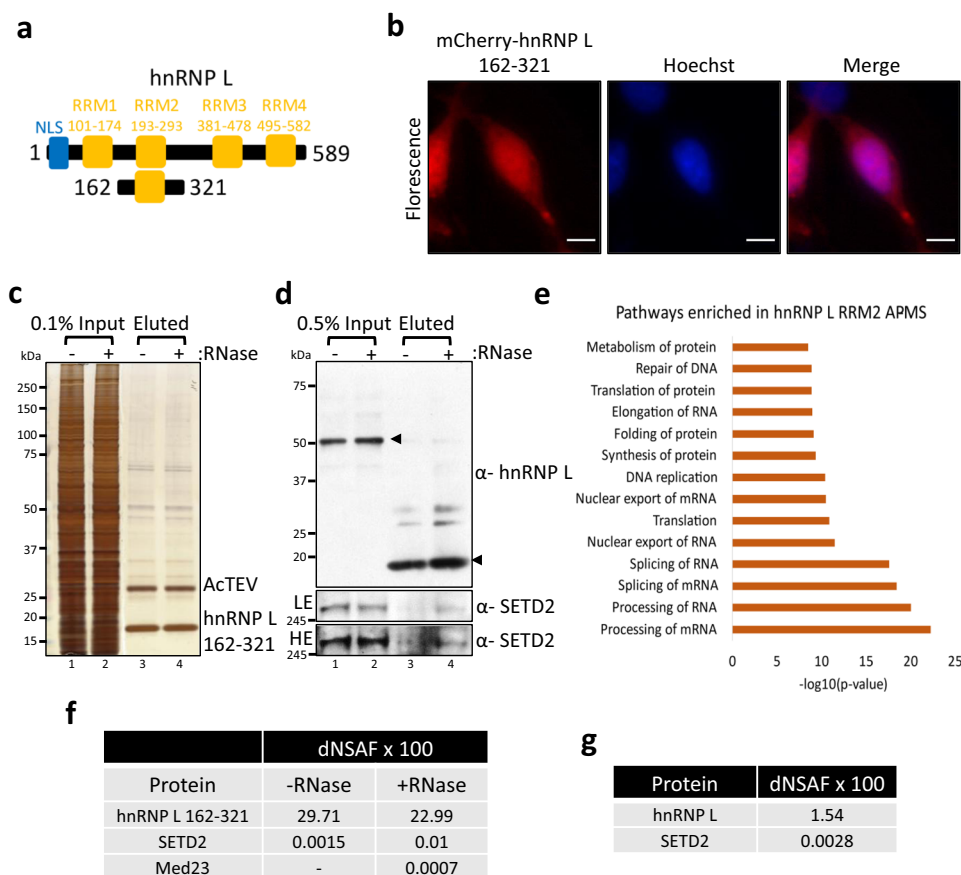 a
hnRNP L
RRM1 RRM2 RRM3 RRM4
NLS 101-174 193-293 381-478 495-582
1 589
162 321
b
mCherry-hnRNP L
162-321
Hoechst
Merge
Florescence
c
0.1% Input Eluted
kDa - + - + :RNase
250
150
100
75
50
37
25
20
15
AcTEV
hnRNP L
162-321
1 2 3 4
d
0.5% Input Eluted
kDa - + - + :RNase
75
50
37
25
20
α- hnRNP L
LE
245
α- SETD2
HE
245
α- SETD2
1 2 3 4
e
Pathways enriched in hnRNP L RRM2 APMS
Metabolism of protein
Repair of DNA
Translation of protein
Elongation of RNA
Folding of protein
Synthesis of protein
DNA replication
Nuclear export of mRNA
Translation
Nuclear export of RNA
Splicing of RNA
Splicing of mRNA
Processing of RNA
Processing of mRNA
0 5 10 15 20 25
-log10(p-value)
f
dNSAF x 100
Protein -RNase +RNase
hnRNP L 162-321 29.71 22.99
SETD2 0.0015 0.01
Med23 - 0.0007
g
Protein dNSAF x 100
hnRNP L 1.54
SETD2 0.0028